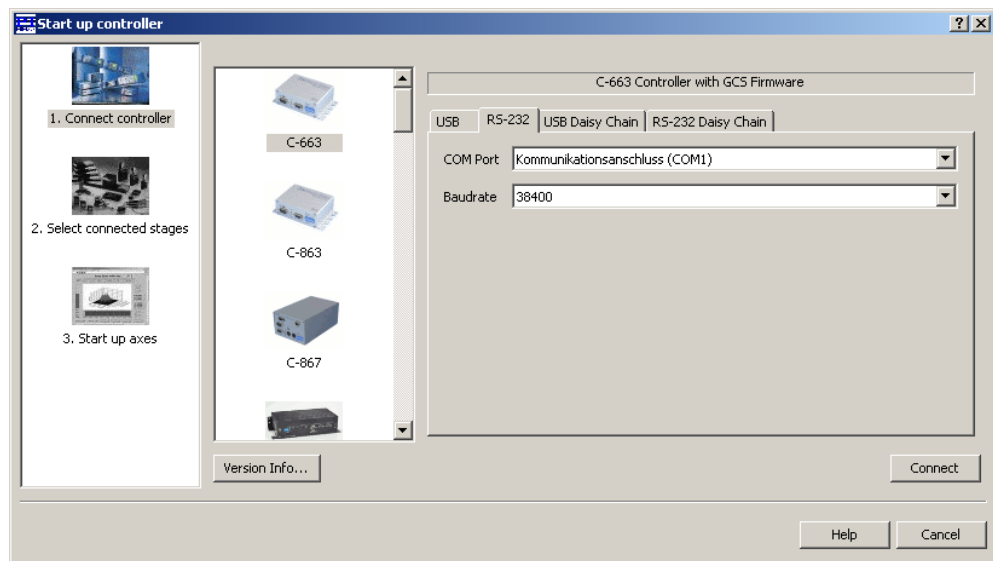 Start up controller
1. Connect controller
2. Select connected stages
3. Start up axes
C-663
C-863
C-867
C-663 Controller with GCS Firmware
USB
RS-232
USB Daisy Chain
RS-232 Daisy Chain
COM Port
Kommunikationsanschluss (COM1)
Baudrate
38400
Version Info...
Connect
Help
Cancel